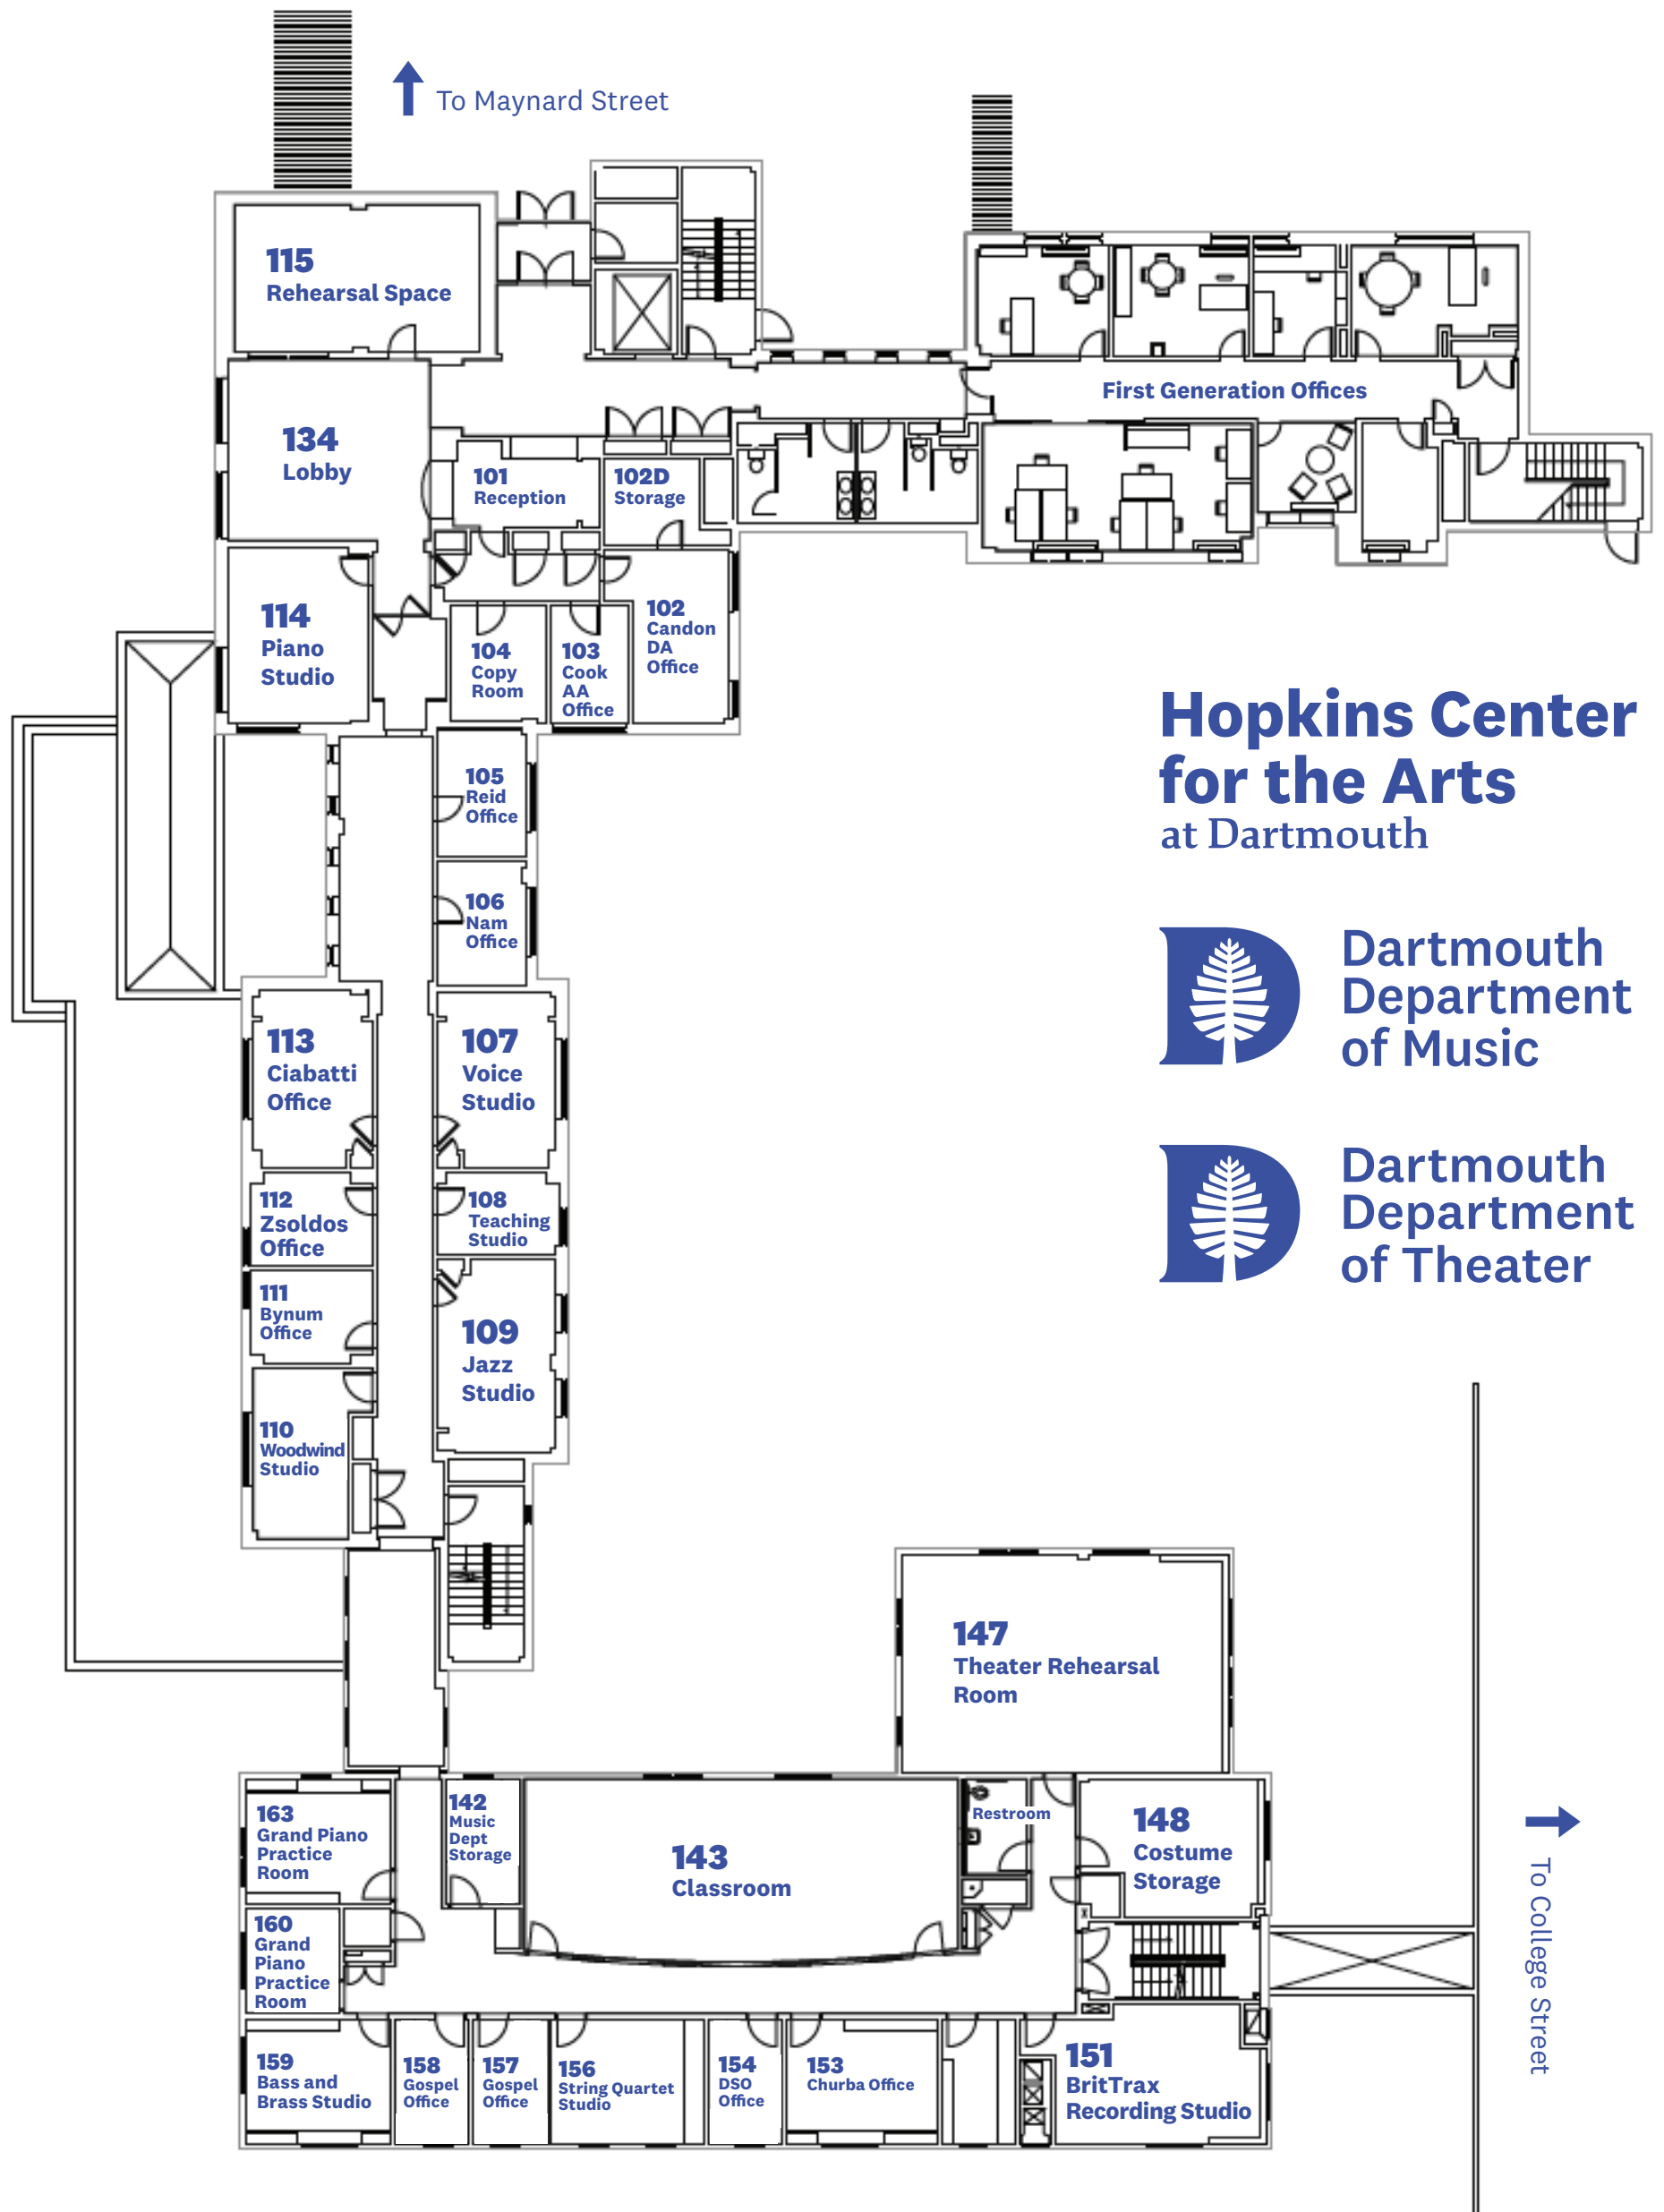 To Maynard Street
115
Rehearsal Space
First Generation Offices
134
Lobby
101
Reception
102D
Storage
114
Piano
Studio
104
Copy
Room
103
Cook
AA
Office
102
Candon
DA
Office
Hopkins Center
for the Arts
at Dartmouth
105
Reid
Office
106
Nam
Office
Dartmouth
Department
of Music
113
Ciabatti
Office
107
Voice
Studio
Dartmouth
Department
of Theater
112
Zsoldos
Office
108
Teaching
Studio
111
Bynum
Office
109
Jazz
Studio
110
Woodwind
Studio
147
Theater Rehearsal
Room
163
Grand Piano
Practice
Room
142
Music
Dept
Storage
143
Classroom
Restroom
148
Costume
Storage
To College Street
160
Grand
Piano
Practice
Room
159
Bass and
Brass Studio
158
Gospel
Office
157
Gospel
Office
156
String Quartet
Studio
154
DSO
Office
153
Churba Office
151
BritTrax
Recording Studio